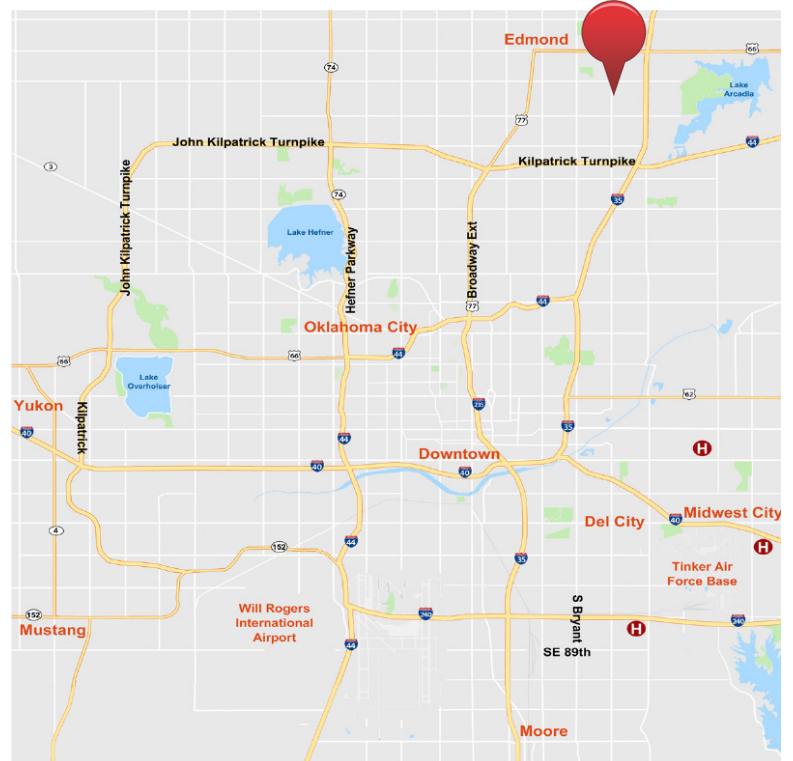 Edmond
66
74
Lake
Arcadia
77
John Kilpatrick Turnpike
44
Kilpatrick Turnpike
3
John Kilpatrick Turnpike
74
35
Lake Hefner
Hefner Parkway
Broadway Ext
44
77
Oklahoma City
66
66
44
Lake
Overholser
62
Yukon
Kilpatrick
235
40
44
35
Downtown
H
40
40
Del City
40
Midwest City
4
44
152
35
H
Tinker Air
Force Base
Will Rogers
International
Airport
S Bryant
152
240
240
Mustang
H
44
SE 89th
Moore